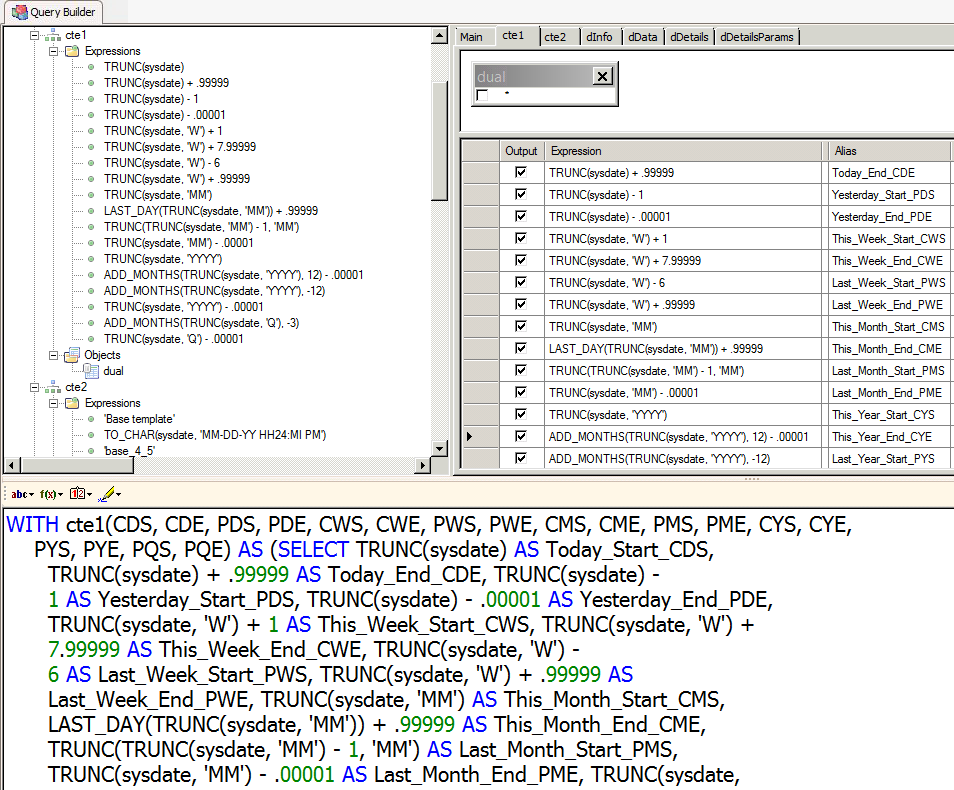 Query Builder
cte1
Expressions
TRUNC(sysdate)
TRUNC(sysdate) + .99999
TRUNC(sysdate) - 1
TRUNC(sysdate) - .00001
TRUNC(sysdate, 'W') + 1
TRUNC(sysdate, 'W') + 7.99999
TRUNC(sysdate, 'W') - 6
TRUNC(sysdate, 'W') + .99999
TRUNC(sysdate, 'MM')
LAST_DAY(TRUNC(sysdate, 'MM')) + .99999
TRUNC(TRUNC(sysdate, 'MM') - 1, 'MM')
TRUNC(sysdate, 'MM') - .00001
TRUNC(sysdate, 'YYYY')
ADD_MONTHS(TRUNC(sysdate, 'YYYY'), 12) - .00001
ADD_MONTHS(TRUNC(sysdate, 'YYYY'), -12)
TRUNC(sysdate, 'YYYY') - .00001
ADD_MONTHS(TRUNC(sysdate, 'Q'), -3)
TRUNC(sysdate, 'Q') - .00001
Objects
dual
cte2
Expressions
'Base template'
TO_CHAR(sysdate, 'MM-DD-YY HH24:MI PM')
'base_4_5'
Main cte1 cte2 dInfo dData dDetails dDetailsParams
dual
*
Output Expression Alias
TRUNC(sysdate) + .99999 Today_End_CDE
TRUNC(sysdate) - 1 Yesterday_Start_PDS
TRUNC(sysdate) - .00001 Yesterday_End_PDE
TRUNC(sysdate, 'W') + 1 This_Week_Start_CWS
TRUNC(sysdate, 'W') + 7.99999 This_Week_End_CWE
TRUNC(sysdate, 'W') - 6 Last_Week_Start_PWS
TRUNC(sysdate, 'W') + .99999 Last_Week_End_PWE
TRUNC(sysdate, 'MM') This_Month_Start_CMS
LAST_DAY(TRUNC(sysdate, 'MM')) + .99999 This_Month_End_CME
TRUNC(TRUNC(sysdate, 'MM') - 1, 'MM') Last_Month_Start_PMS
TRUNC(sysdate, 'MM') - .00001 Last_Month_End_PME
TRUNC(sysdate, 'YYYY') This_Year_Start_CYS
ADD_MONTHS(TRUNC(sysdate, 'YYYY'), 12) - .00001 This_Year_End_CYE
ADD_MONTHS(TRUNC(sysdate, 'YYYY'), -12) Last_Year_Start_PYS
abc f(x) 12
WITH cte1(CDS, CDE, PDS, PDE, CWS, CWE, PWS, PWE, CMS, CME, PMS, PME, CYS, CYE,
PYS, PYE, PQS, PQE) AS (SELECT TRUNC(sysdate) AS Today_Start_CDS,
TRUNC(sysdate) + .99999 AS Today_End_CDE, TRUNC(sysdate) -
1 AS Yesterday_Start_PDS, TRUNC(sysdate) - .00001 AS Yesterday_End_PDE,
TRUNC(sysdate, 'W') + 1 AS This_Week_Start_CWS, TRUNC(sysdate, 'W') +
7.99999 AS This_Week_End_CWE, TRUNC(sysdate, 'W') -
6 AS Last_Week_Start_PWS, TRUNC(sysdate, 'W') + .99999 AS
Last_Week_End_PWE, TRUNC(sysdate, 'MM') AS This_Month_Start_CMS,
LAST_DAY(TRUNC(sysdate, 'MM')) + .99999 AS This_Month_End_CME,
TRUNC(TRUNC(sysdate, 'MM') - 1, 'MM') AS Last_Month_Start_PMS,
TRUNC(sysdate, 'MM') - .00001 AS Last_Month_End_PME, TRUNC(sysdate,